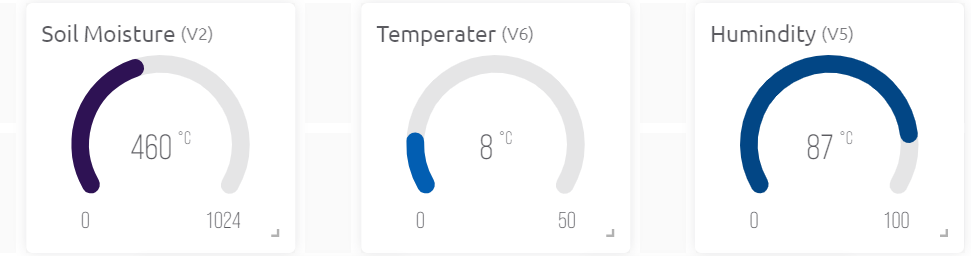 Soil Moisture (V2)
460 °C
0 1024
Temperater (V6)
8 °C
0 50
Humindity (V5)
87 °C
0 100